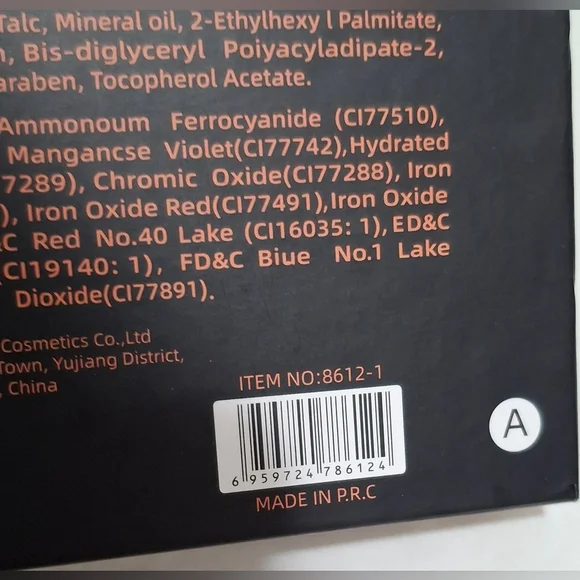 Talc, Mineral oil, 2-Ethylhexy l Palmitate,
Bis-diglyceryl Poiyacyladipate-2,
Tocopherol Acetate.
Ammonoum Ferrocyanide (CI77510),
Mangancse Violet(CI77742),Hydrated
7289), Chromic Oxide(CI77288), Iron
), Iron Oxide Red(CI77491),Iron Oxide
&C Red No.40 Lake (CI16035: 1),ED&C
(CI19140: 1), FD&C Biue No.1 Lake
Dioxide(CI77891).
Cosmetics Co.,Ltd
Town, Yujiang District,
, China
ITEM NO:8612-1
6 959724 786124
MADE IN P.R.C
A